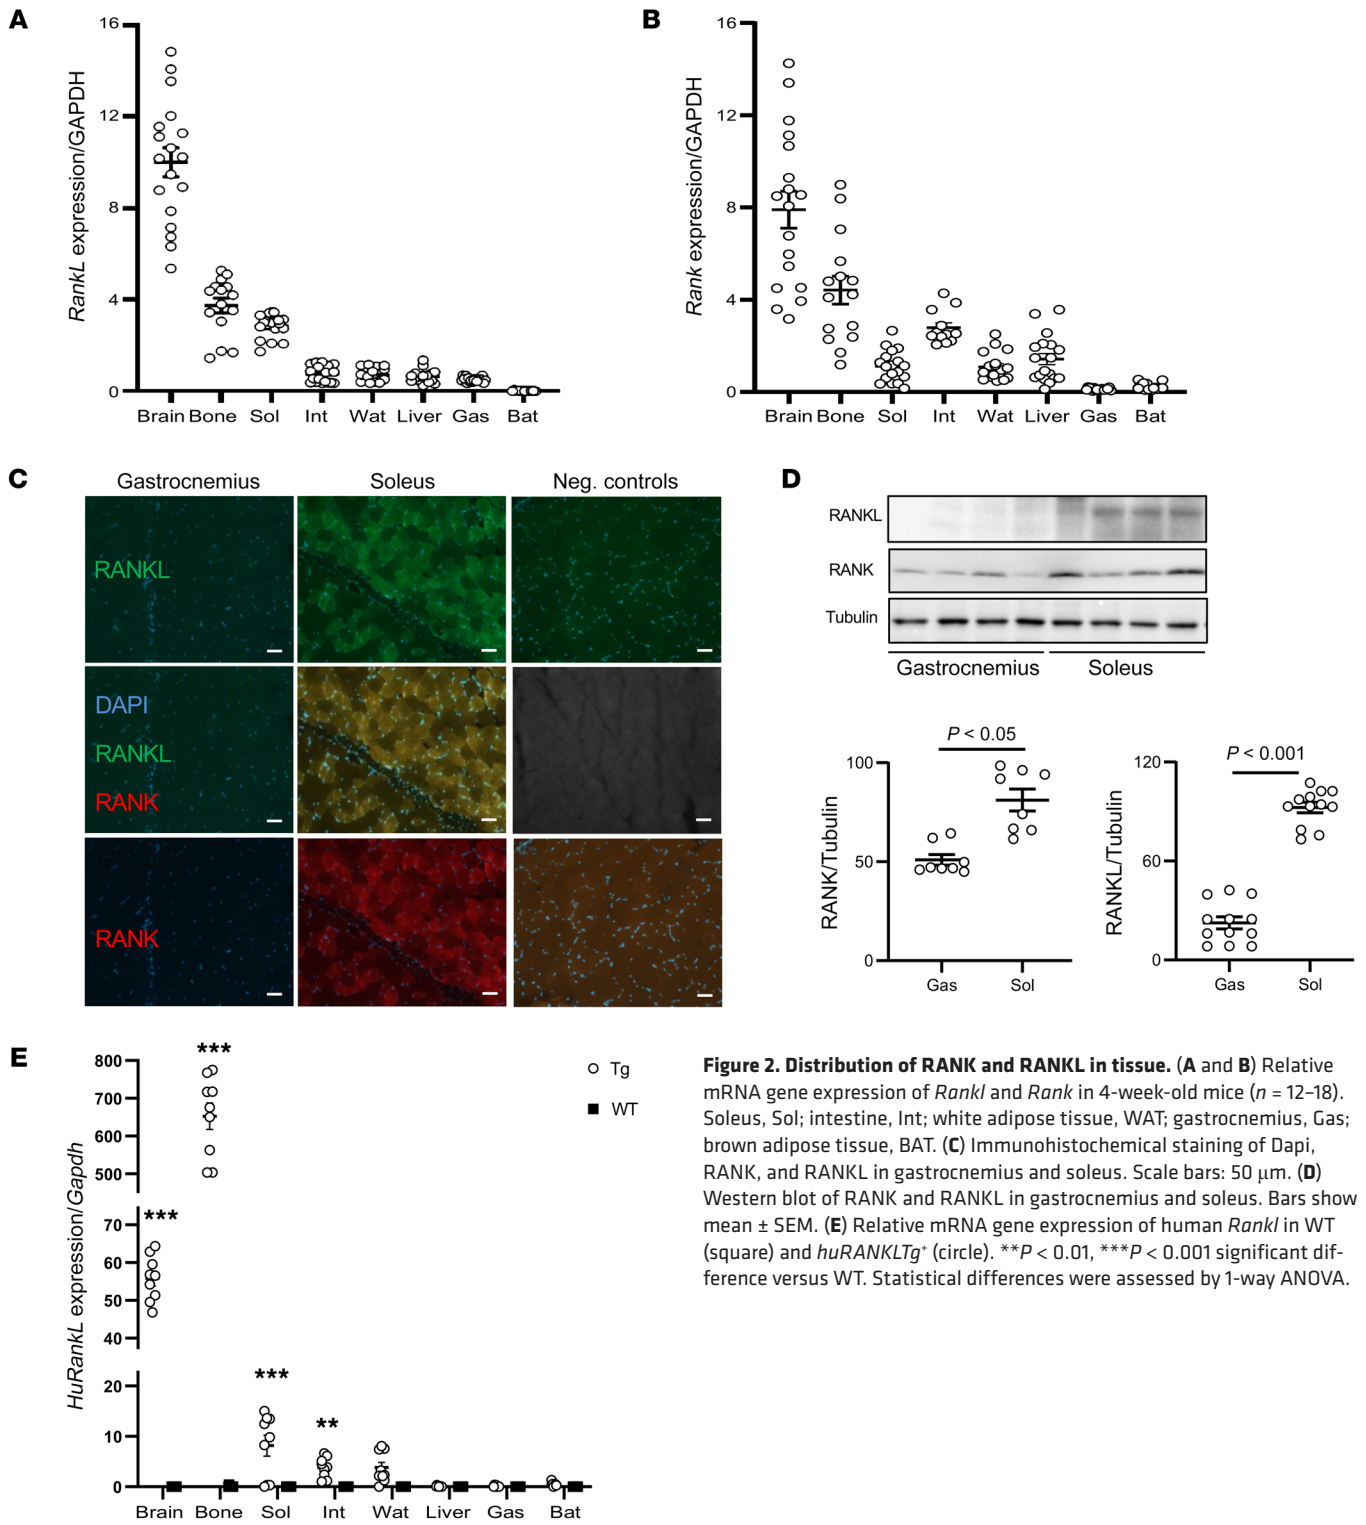 A
RankL expression/GAPDH
16
12
8
4
0
Brain Bone Sol Int Wat Liver Gas Bat
B
Rank expression/GAPDH
16
12
8
4
0
Brain Bone Sol Int Wat Liver Gas Bat
C
Gastrocnemius Soleus Neg. controls
RANKL
DAPI
RANKL
RANK
RANK
D
RANKL
RANK
Tubulin
Gastrocnemius Soleus
P < 0.05
RANK/Tubulin
100
50
0
Gas Sol
P < 0.001
RANKL/Tubulin
120
60
0
Gas Sol
E
HuRankL expression/Gapdh
800
700
600
500
70
60
50
40
20
10
0
***
***
***
**
Brain Bone Sol Int Wat Liver Gas Bat
Tg
WT
Figure 2. Distribution of RANK and RANKL in tissue. (A and B) Relative
mRNA gene expression of Rankl and Rank in 4-week-old mice (n = 12–18).
Soleus, Sol; intestine, Int; white adipose tissue, WAT; gastrocnemius, Gas;
brown adipose tissue, BAT. (C) Immunohistochemical staining of Dapi,
RANK, and RANKL in gastrocnemius and soleus. Scale bars: 50 μm. (D)
Western blot of RANK and RANKL in gastrocnemius and soleus. Bars show
mean ± SEM. (E) Relative mRNA gene expression of human Rankl in WT
(square) and huRANKLTg⁺ (circle). **P < 0.01, ***P < 0.001 significant dif-
ference versus WT. Statistical differences were assessed by 1-way ANOVA.